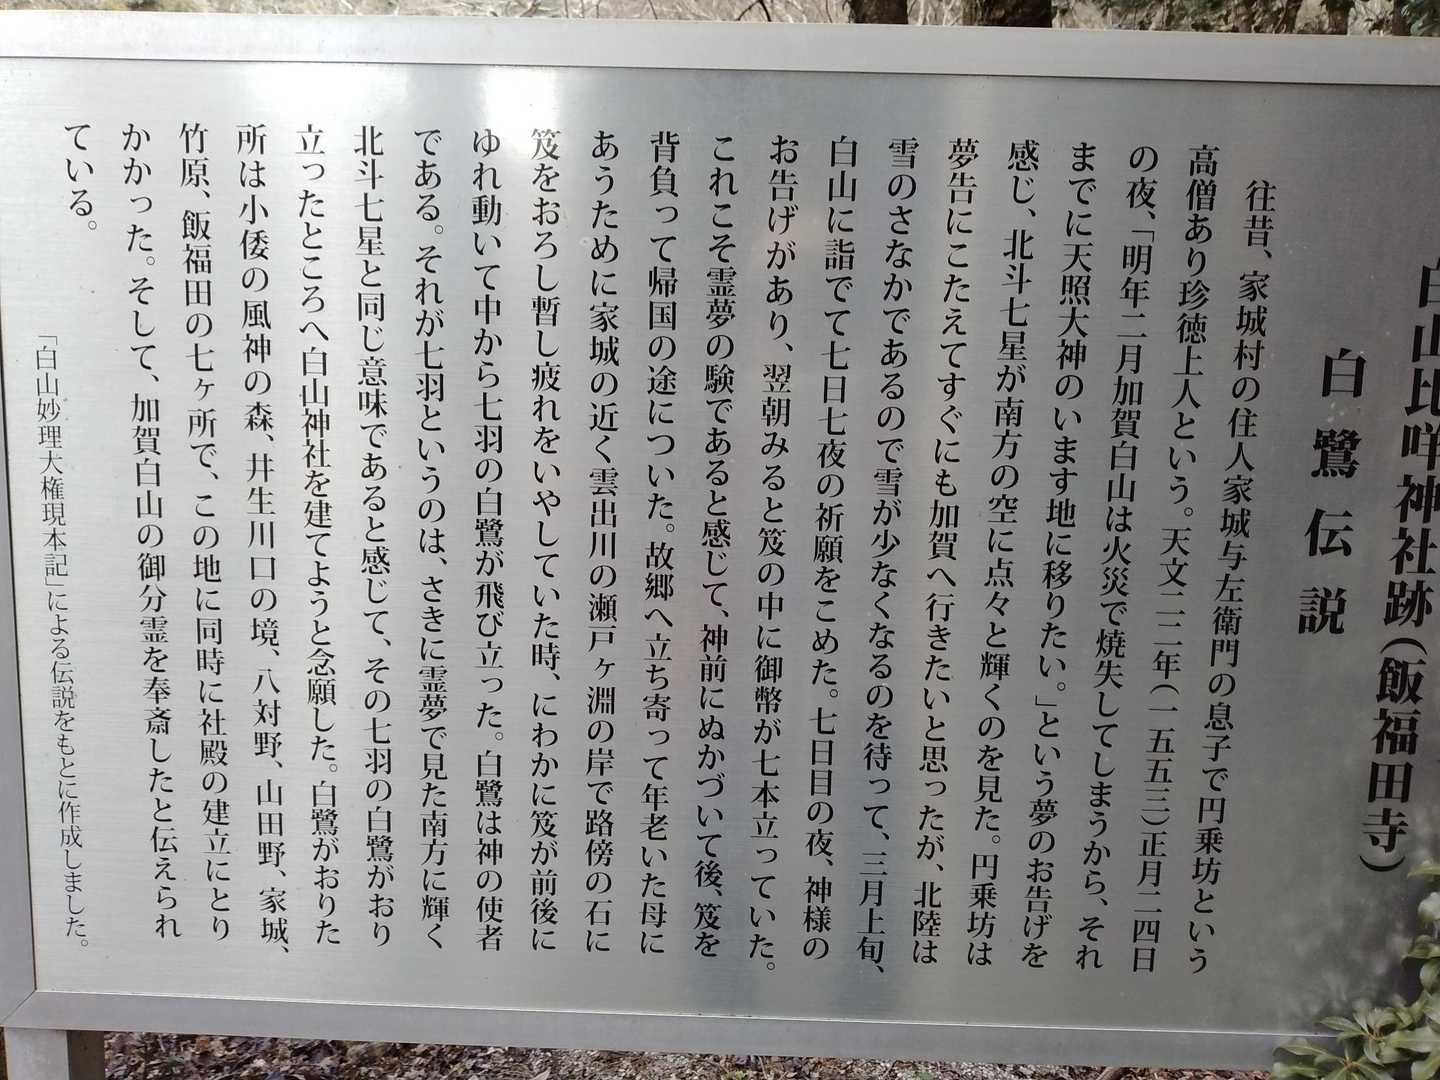 白山比咩神社跡（飯福田寺）
白鷺伝説
往昔、家城村の住人家城与左衛門の息子で円乗坊という
高僧あり珍徳上人という。天文二二年（一五五三）正月二四日
の夜、「明年二月加賀白山は火災で焼失してしまうから、それ
までに天照大神のいます地に移りたい。」という夢のお告げを
感じ、北斗七星が南方の空に点々と輝くのを見た。円乗坊は
夢告にこたえてすぐにも加賀へ行きたいと思ったが、北陸は
雪のさなかであるので雪が少なくなるのを待って、三月上旬、
白山に詣でて七日七夜の祈願をこめた。七日目の夜、神様の
お告げがあり、翌朝みると笈の中に御幣が七本立っていた。
これこそ霊夢の験であると感じて、神前にぬかづいて後、笈を
背負って帰国の途についた。故郷へ立ち寄って年老いた母に
あうために家城の近く雲出川の瀬戸ヶ淵の岸で路傍の石に
笈をおろし暫し疲れをいやしていた時、にわかに笈が前後に
ゆれ動いて中から七羽の白鷺が飛び立った。白鷺は神の使者
である。それが七羽というのは、さきに霊夢で見た南方に輝く
北斗七星と同じ意味であると感じて、その七羽の白鷺がおり
立ったところへ白山神社を建てようと念願した。白鷺がおりた
所は小倭の風神の森、井生川口の境、八対野、山田野、家城、
竹原、飯福田の七ヶ所で、この地に同時に社殿の建立にとり
かかった。そして、加賀白山の御分霊を奉斎したと伝えられ
ている。
「白山妙理大権現本記」による伝説をもとに作成しました。